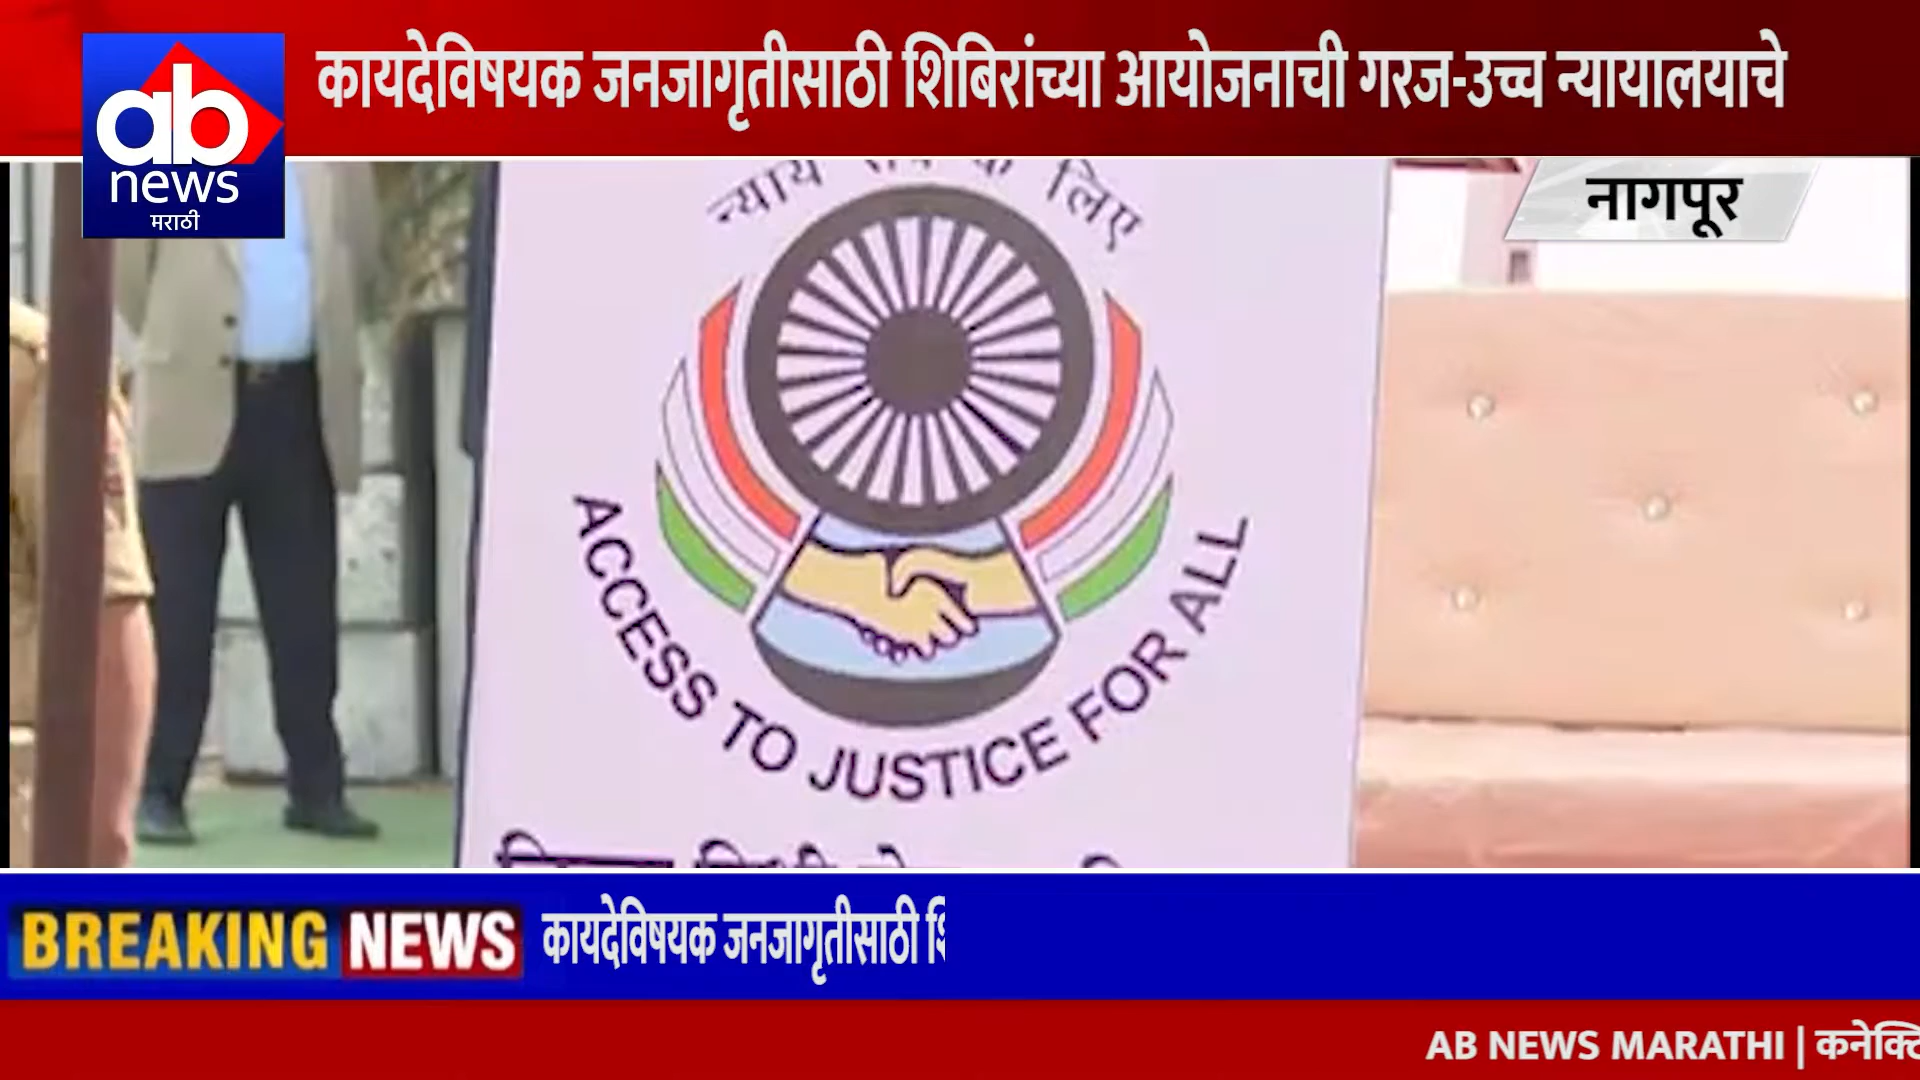 कायदेविषयक जनजागृतीसाठी शिबिरांच्या आयोजनाची गरज-उच्च न्यायालयाचे
ab
news
मराठी
नागपूर
न्याय के लिए
ACCESS TO JUSTICE FOR ALL
BREAKING NEWS
कायदेविषयक जनजागृतीसाठी
AB NEWS MARATHI |